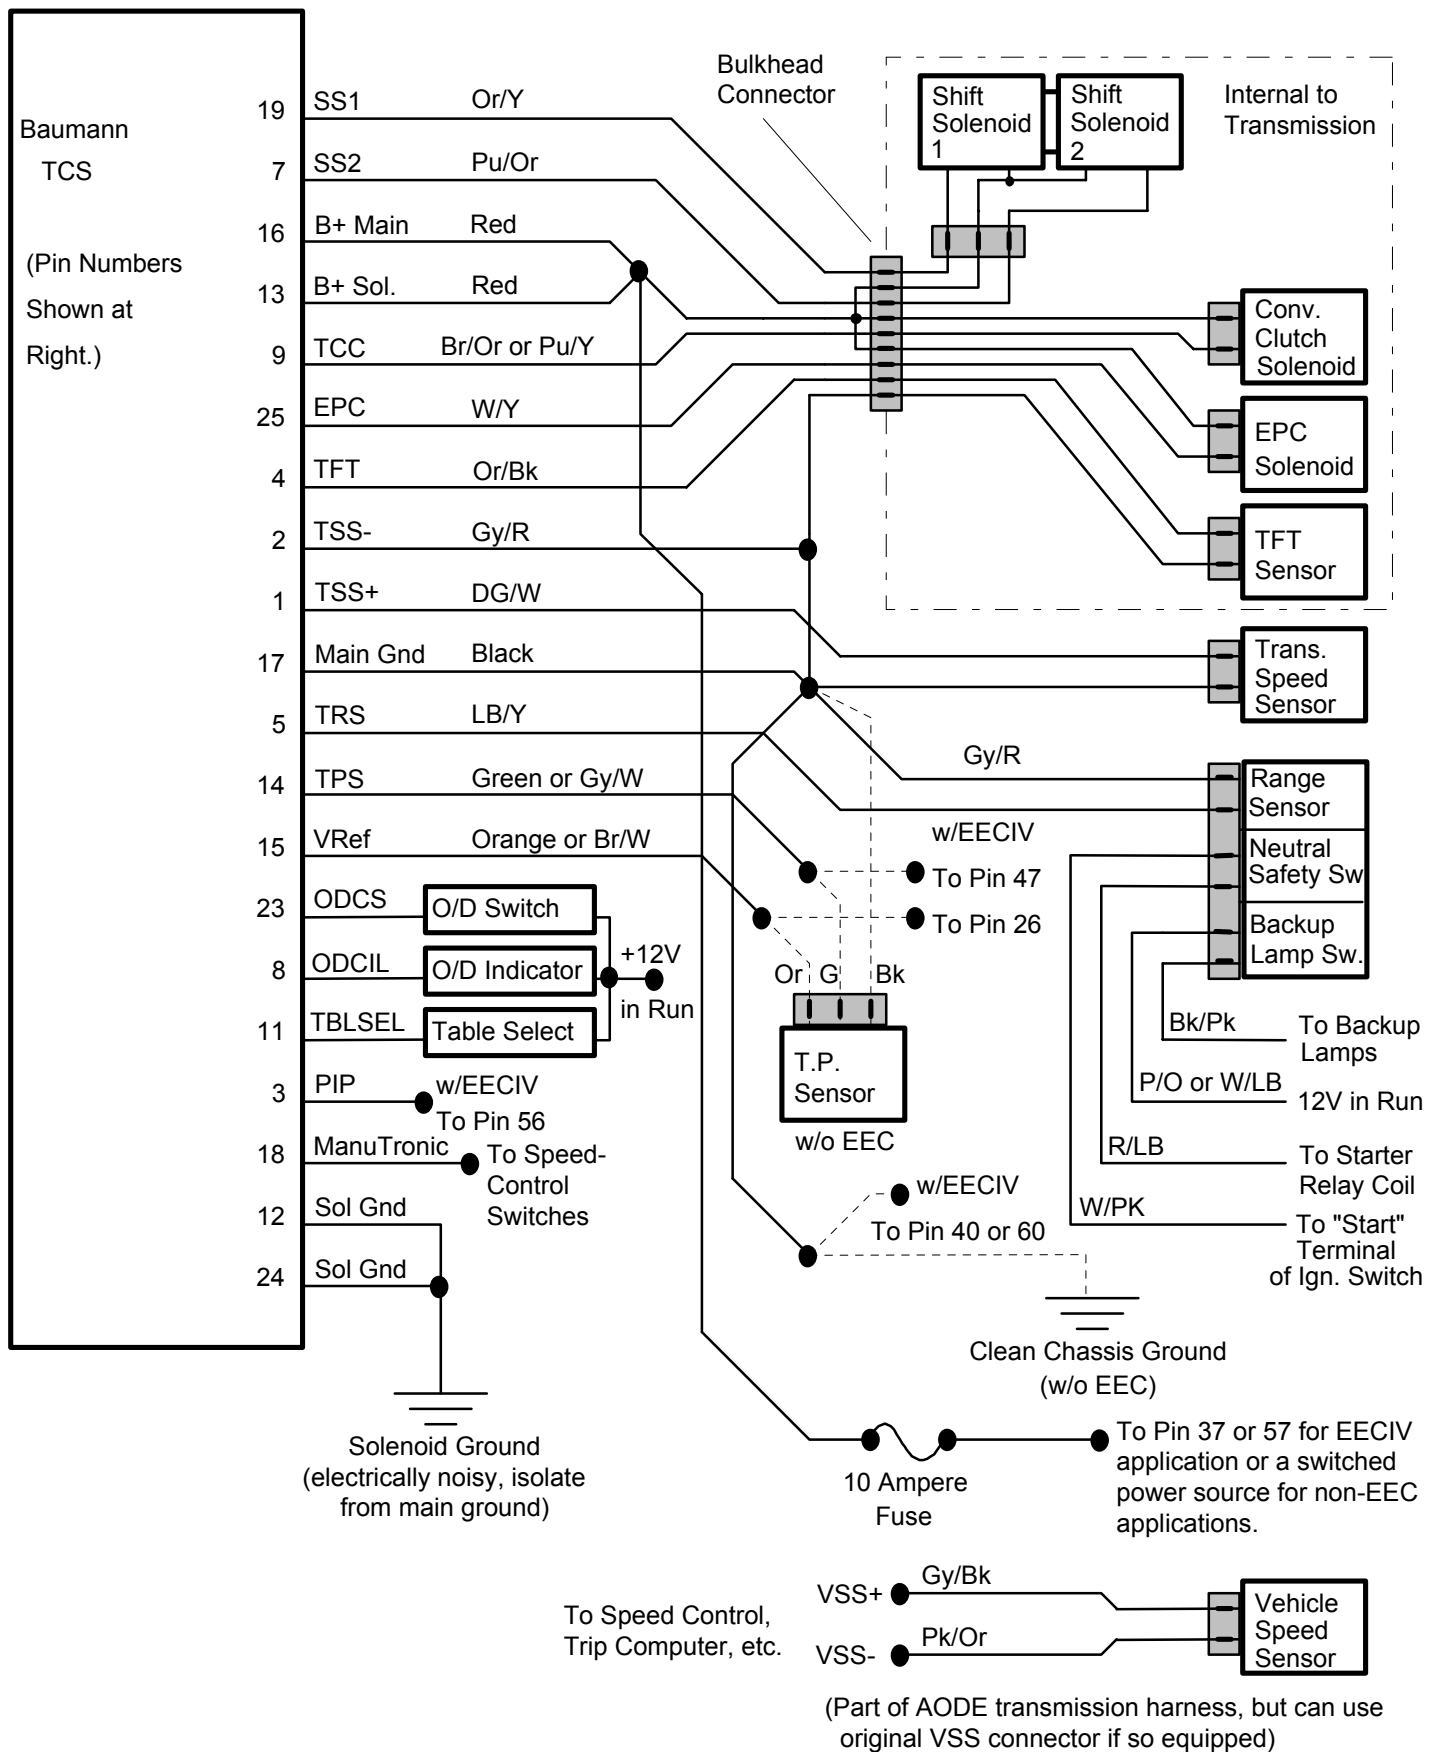 Baumann
TCS
(Pin Numbers
Shown at
Right.)
19 SS1 Or/Y
7 SS2 Pu/Or
16 B+ Main Red
13 B+ Sol. Red
9 TCC Br/Or or Pu/Y
25 EPC W/Y
4 TFT Or/Bk
2 TSS- Gy/R
1 TSS+ DG/W
17 Main Gnd Black
5 TRS LB/Y
14 TPS Green or Gy/W
15 VRef Orange or Br/W
23 ODCS O/D Switch
8 ODCIL O/D Indicator
11 TBLSEL Table Select
+12V
in Run
3 PIP w/EECIV
To Pin 56
18 ManuTronic To Speed-
Control
Switches
12 Sol Gnd
24 Sol Gnd
Solenoid Ground
(electrically noisy, isolate
from main ground)
Bulkhead
Connector
Shift
Solenoid
1
Shift
Solenoid
2
Internal to
Transmission
Conv.
Clutch
Solenoid
EPC
Solenoid
TFT
Sensor
Trans.
Speed
Sensor
Gy/R
Range
Sensor
Neutral
Safety Sw
Backup
Lamp Sw.
w/EECIV
To Pin 47
To Pin 26
Or G Bk
T.P.
Sensor
w/o EEC
Bk/Pk To Backup
Lamps
P/O or W/LB 12V in Run
R/LB To Starter
Relay Coil
W/PK To "Start"
Terminal
of Ign. Switch
w/EECIV
To Pin 40 or 60
Clean Chassis Ground
(w/o EEC)
10 Ampere
Fuse
To Pin 37 or 57 for EECIV
application or a switched
power source for non-EEC
applications.
To Speed Control,
Trip Computer, etc.
VSS+ Gy/Bk
VSS- Pk/Or
Vehicle
Speed
Sensor
(Part of AODE transmission harness, but can use
original VSS connector if so equipped)